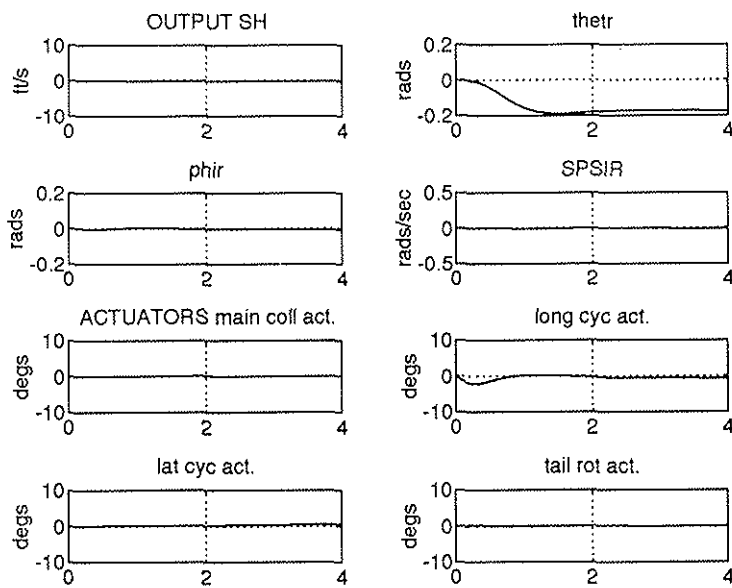 OUTPUT SH
10
0
-10
ft/s
0 2 4
thetr
0.2
0
-0.2
rads
0 2 4
phir
0.2
0
-0.2
rads
0 2 4
SPSIR
0.5
0
-0.5
rads/sec
0 2 4
ACTUATORS main coll act.
10
0
-10
degs
0 2 4
long cyc act.
10
0
-10
degs
0 2 4
lat cyc act.
10
0
-10
degs
0 2 4
tail rot act.
10
0
-10
degs
0 2 4